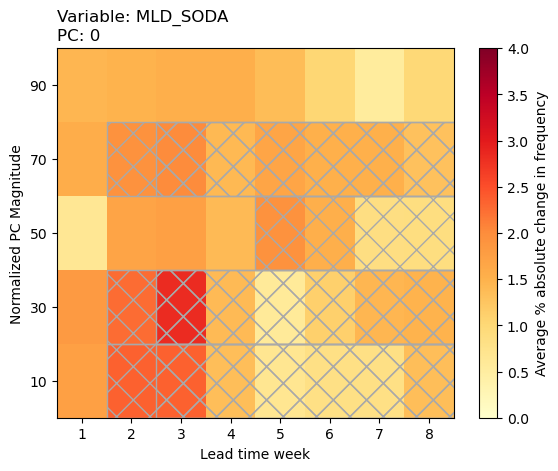 Variable: MLD_SODA
PC: 0
Normalized PC Magnitude
90
70
50
30
10
1 2 3 4 5 6 7 8
Lead time week
4.0
3.5
3.0
2.5
2.0
1.5
1.0
0.5
0.0
Average % absolute change in frequency